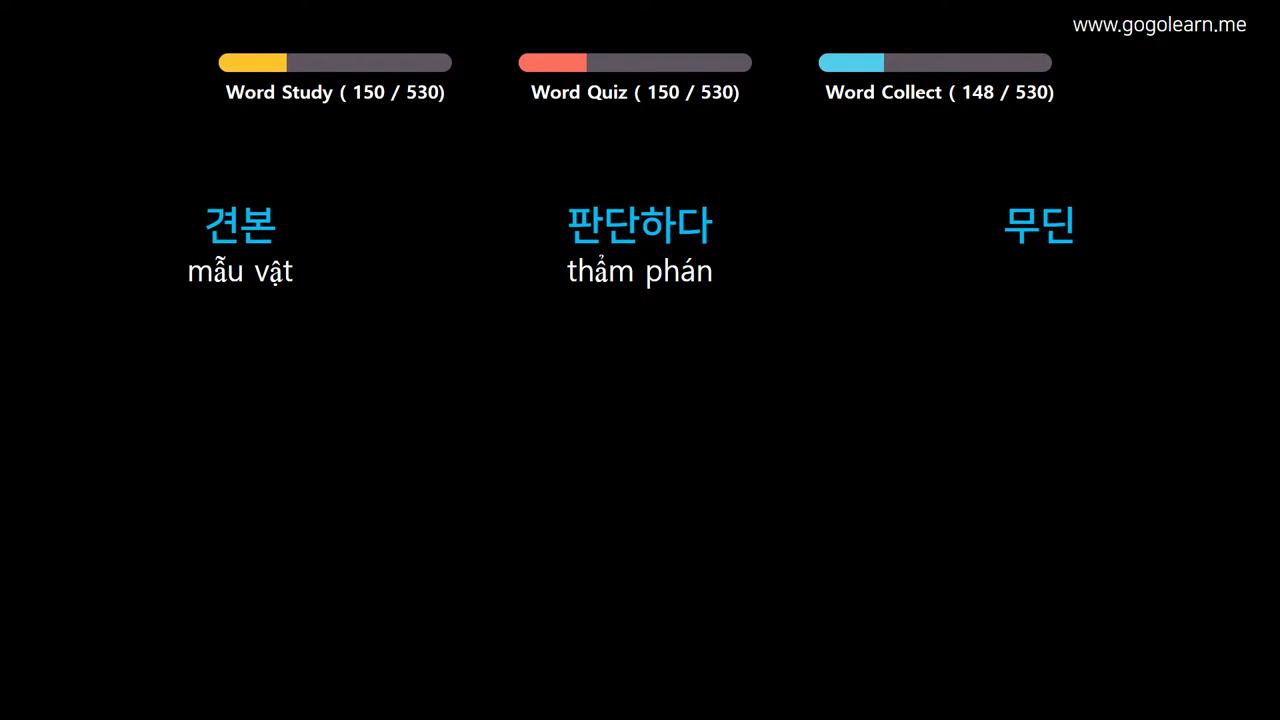 www.gogolearn.me
Word Study ( 150 / 530)
Word Quiz ( 150 / 530)
Word Collect ( 148 / 530)
견본
mẫu vật
판단하다
thẩm phán
무딘